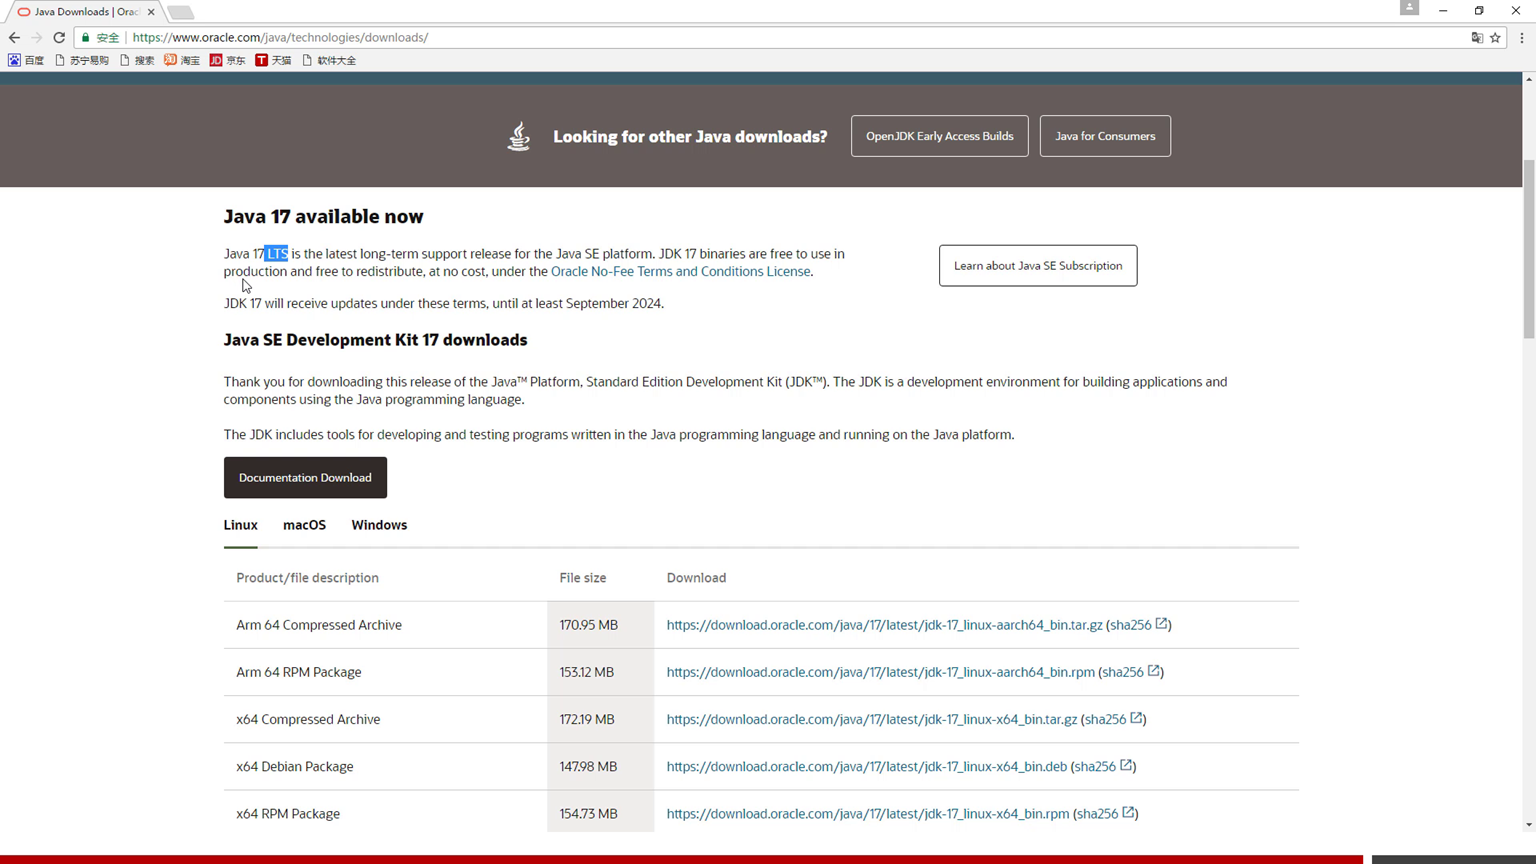 Java Downloads | Orac
安全 https://www.oracle.com/java/technologies/downloads/
百度 苏宁易购 搜索 淘 淘宝 JD 京东 T 天猫 软件大全
Looking for other Java downloads? OpenJDK Early Access Builds Java for Consumers
Java 17 available now
Java 17 LTS is the latest long-term support release for the Java SE platform. JDK 17 binaries are free to use in
production and free to redistribute, at no cost, under the Oracle No-Fee Terms and Conditions License.
Learn about Java SE Subscription
JDK 17 will receive updates under these terms, until at least September 2024.
Java SE Development Kit 17 downloads
Thank you for downloading this release of the Java™ Platform, Standard Edition Development Kit (JDK™). The JDK is a development environment for building applications and
components using the Java programming language.
The JDK includes tools for developing and testing programs written in the Java programming language and running on the Java platform.
Documentation Download
Linux macOS Windows
Product/file description File size Download
Arm 64 Compressed Archive 170.95 MB https://download.oracle.com/java/17/latest/jdk-17_linux-aarch64_bin.tar.gz (sha256)
Arm 64 RPM Package 153.12 MB https://download.oracle.com/java/17/latest/jdk-17_linux-aarch64_bin.rpm (sha256)
x64 Compressed Archive 172.19 MB https://download.oracle.com/java/17/latest/jdk-17_linux-x64_bin.tar.gz (sha256)
x64 Debian Package 147.98 MB https://download.oracle.com/java/17/latest/jdk-17_linux-x64_bin.deb (sha256)
x64 RPM Package 154.73 MB https://download.oracle.com/java/17/latest/jdk-17_linux-x64_bin.rpm (sha256)